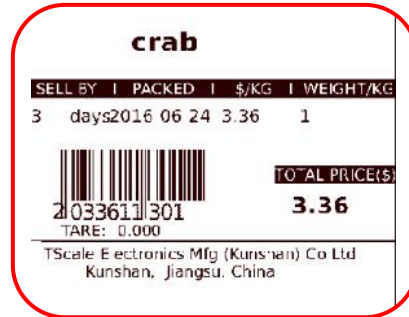 crab
SELL BY | PACKED | $/KG | WEIGHT/KG
3 days2016 06 24 3.36 1
TOTAL PRICE($)
2 033611 301
3.36
TARE: 0.000
TScale Electronics Mfg (Kunshan) Co Ltd
Kunshan, Jiangsu. China